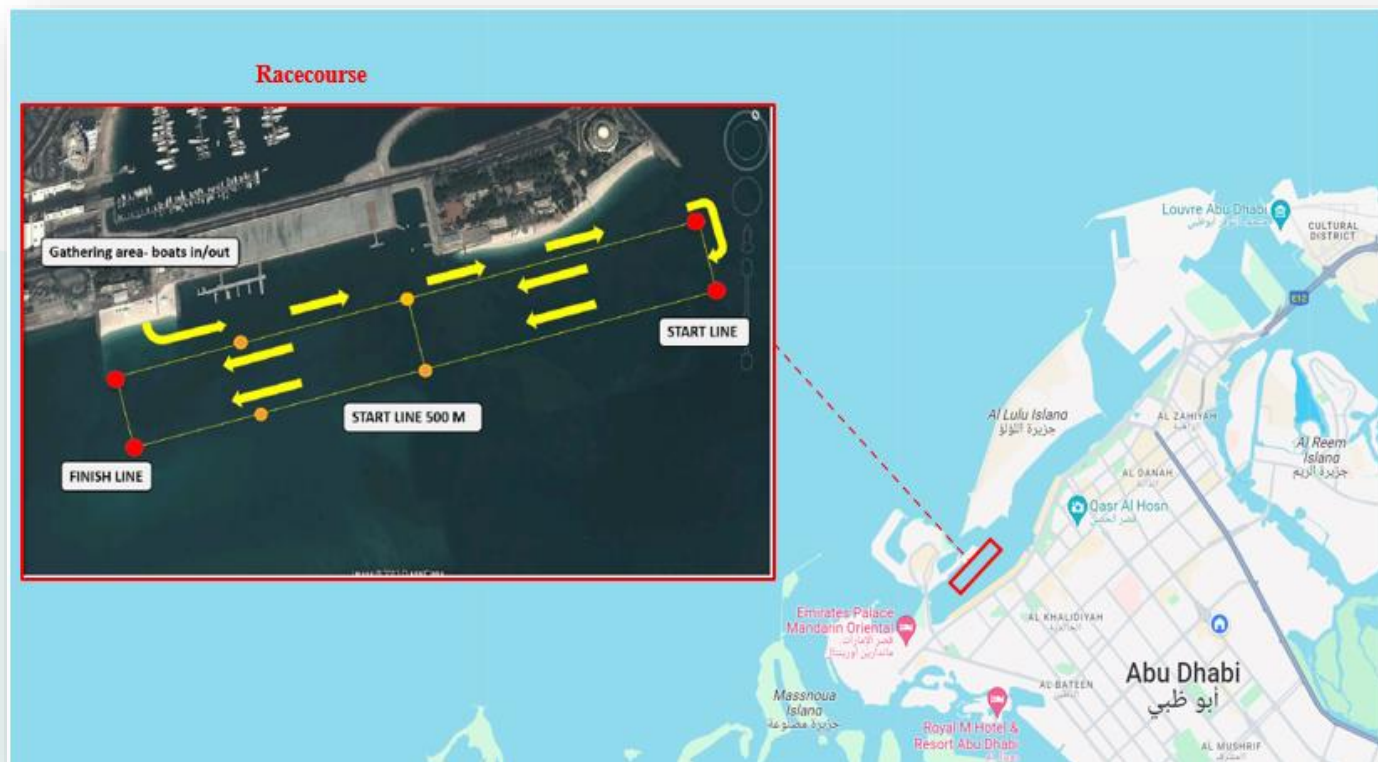 Racecourse
Gathering area- boats in/out
START LINE
START LINE 500 M
FINISH LINE
Louvre Abu Dhabi
CULTURAL
DISTRICT
E12
Al Lulu Island
جزيرة اللؤلؤ
AL ZAHIYAH
Al Reem
Island
جزيرة الريم
AL DANAH
Qasr Al Hosn
قصر الحصن
Emirates Palace
Mandarin Oriental
قصر الإمارات
ماندارين أورينتال
AL KHALIDIYAH
الخالدية
AL BATEEN
Abu Dhabi
أبو ظبي
Massnoua
Island
جزيرة مصنوعة
Royal M Hotel &
Resort Abu Dhabi
AL MUSHRIF
المشرف